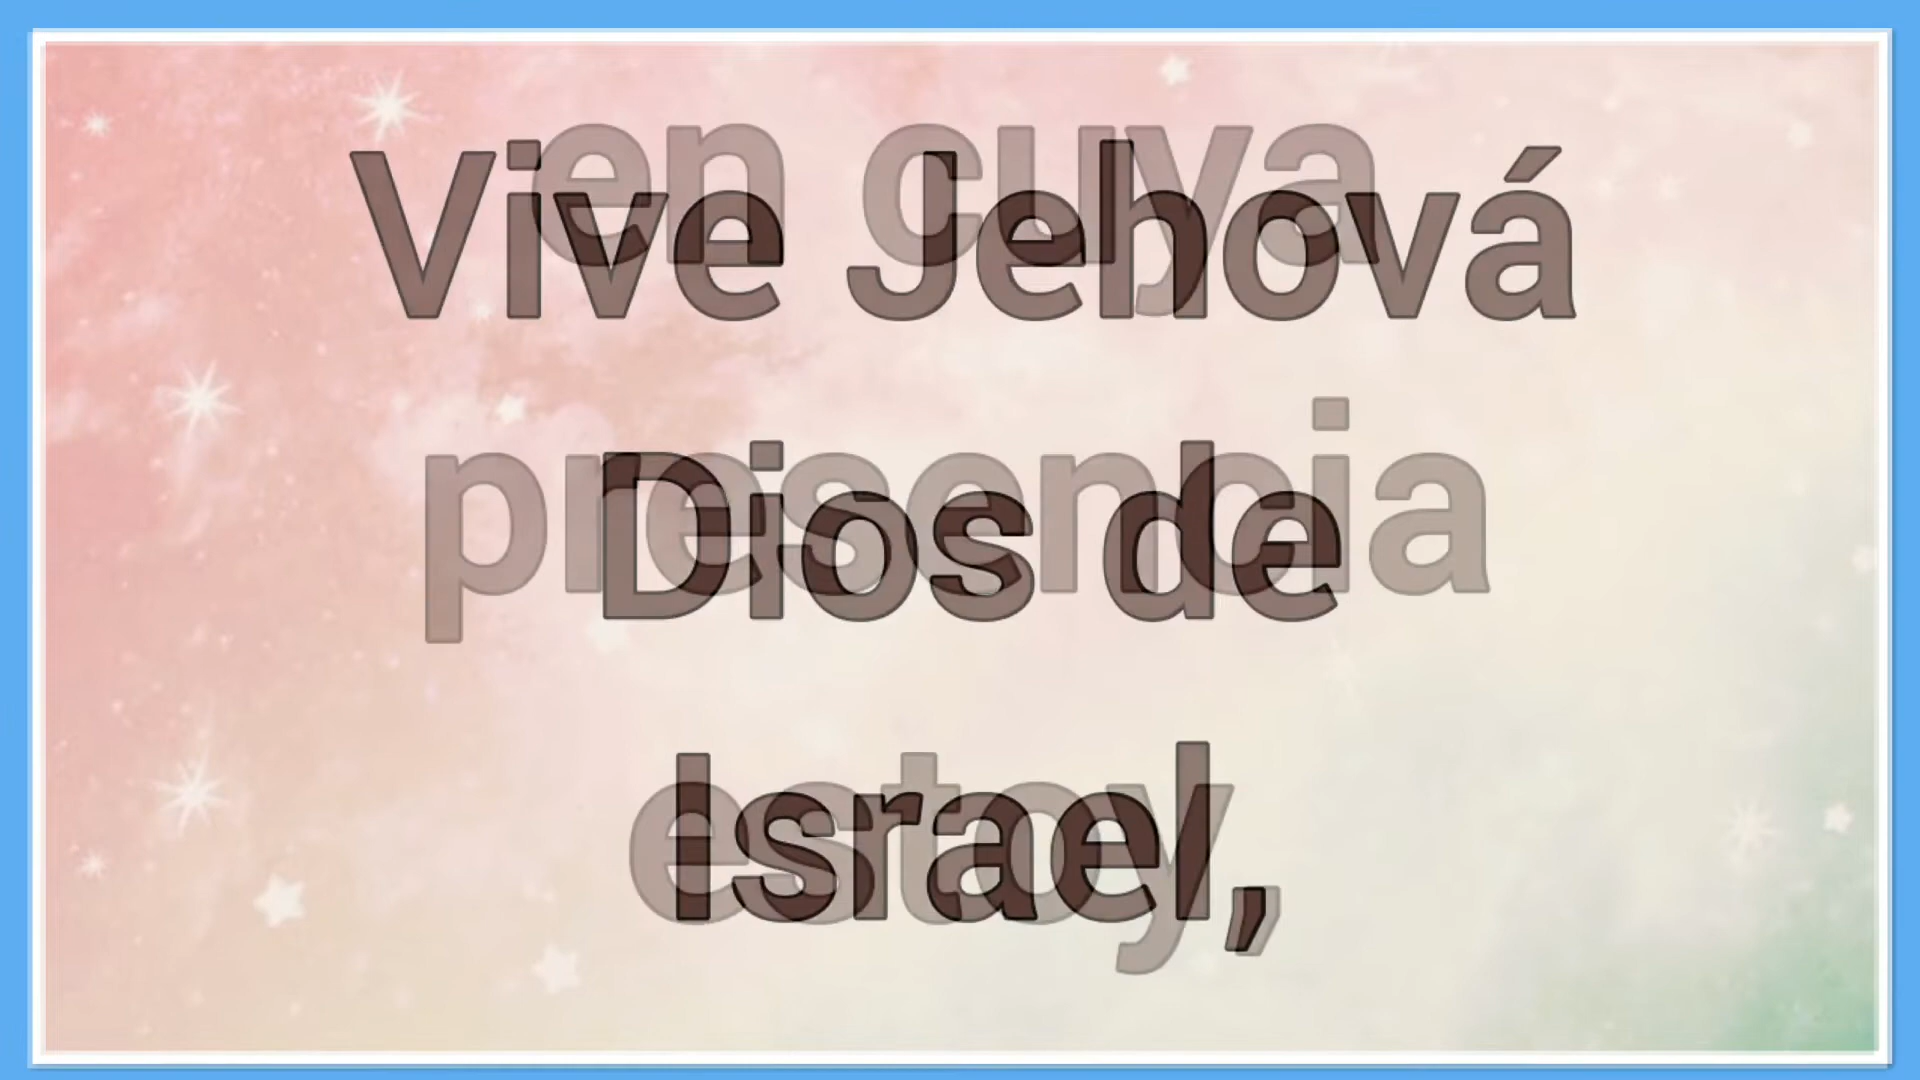 Vive Jehová
Dios de
Israel,
en cuya
presencia
estoy,